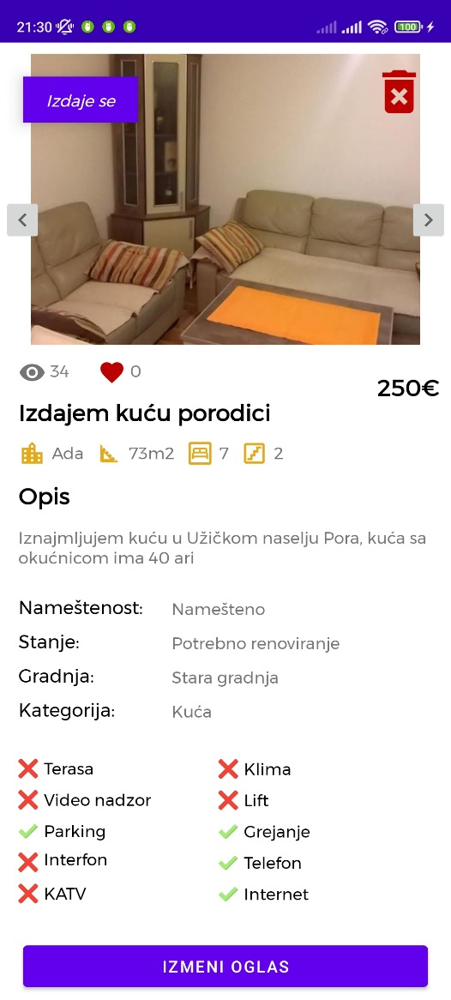 21:30
100
Izdaje se
34
0
250€
Izdajem kuću porodici
Ada
73m2
7
2
Opis
Iznajmljujem kuću u Užičkom naselju Pora, kuća sa
okućnicom ima 40 ari
Nameštenost: Namešteno
Stanje: Potrebno renoviranje
Gradnja: Stara gradnja
Kategorija: Kuća
Terasa
Klima
Video nadzor
Lift
Parking
Grejanje
Interfon
Telefon
KATV
Internet
IZMENI OGLAS